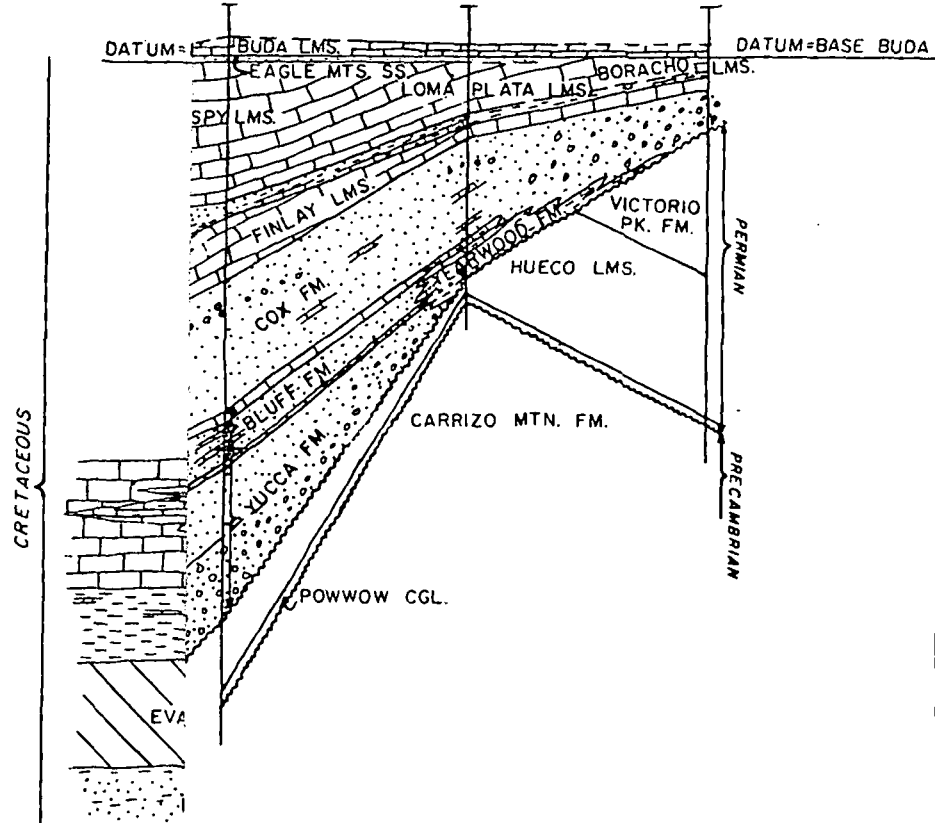 DATUM=
BUDA LMS.
DATUM=BASE BUDA
EAGLE MTS. SS.
BORACHO LMS.
LOMA PLATA LMS.
SPY LMS.
FINLAY LMS.
VICTORIO
PK. FM.
YEARWOOD FM.
HUECO LMS.
PERMIAN
COX FM.
BLUFF FM.
CARRIZO MTN. FM.
CRETACEOUS
YUCCA FM.
PRECAMBRIAN
POWWOW CGL.
EVA